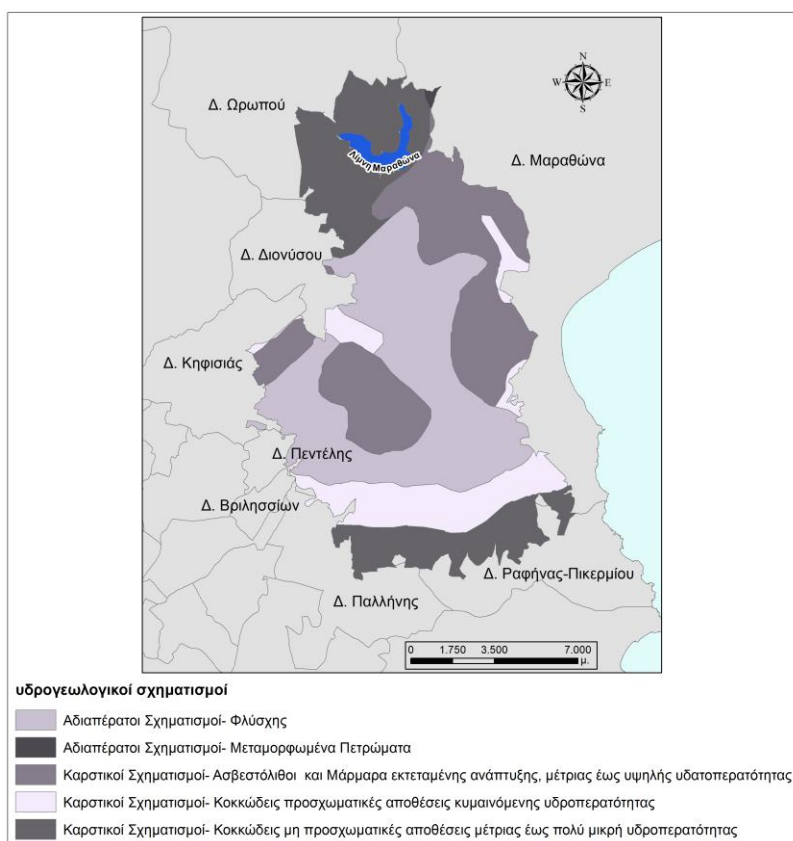 N
W E
S
Δ. Ωρωπού
Λίμνη Μαραθώνα
Δ. Μαραθώνα
Δ. Διονύσου
Δ. Κηφισιάς
Δ. Πεντέλης
Δ. Βριλησσίων
Δ. Ραφήνας-Πικερμίου
Δ. Παλλήνης
0 1.750 3.500 7.000
μ.
υδρογεωλογικοί σχηματισμοί
Αδιαπέρατοι Σχηματισμοί- Φλύσχης
Αδιαπέρατοι Σχηματισμοί- Μεταμορφωμένα Πετρώματα
Καρστικοί Σχηματισμοί- Ασβεστόλιθοι και Μάρμαρα εκτεταμένης ανάπτυξης, μέτριας έως υψηλής υδατοπερατότητας
Καρστικοί Σχηματισμοί- Κοκκώδεις προσχωματικές αποθέσεις κυμαινόμενης υδροπερατότητας
Καρστικοί Σχηματισμοί- Κοκκώδεις μη προσχωματικές αποθέσεις μέτριας έως πολύ μικρή υδροπερατότητας